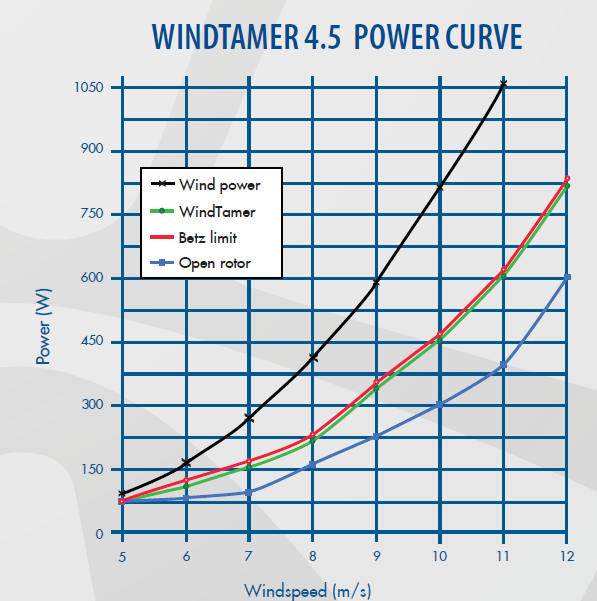 WINDTAMER 4.5 POWER CURVE
1050
900
750
600
450
300
150
0
Power (W)
Wind power
WindTamer
Betz limit
Open rotor
5 6 7 8 9 10 11 12
Windspeed (m/s)